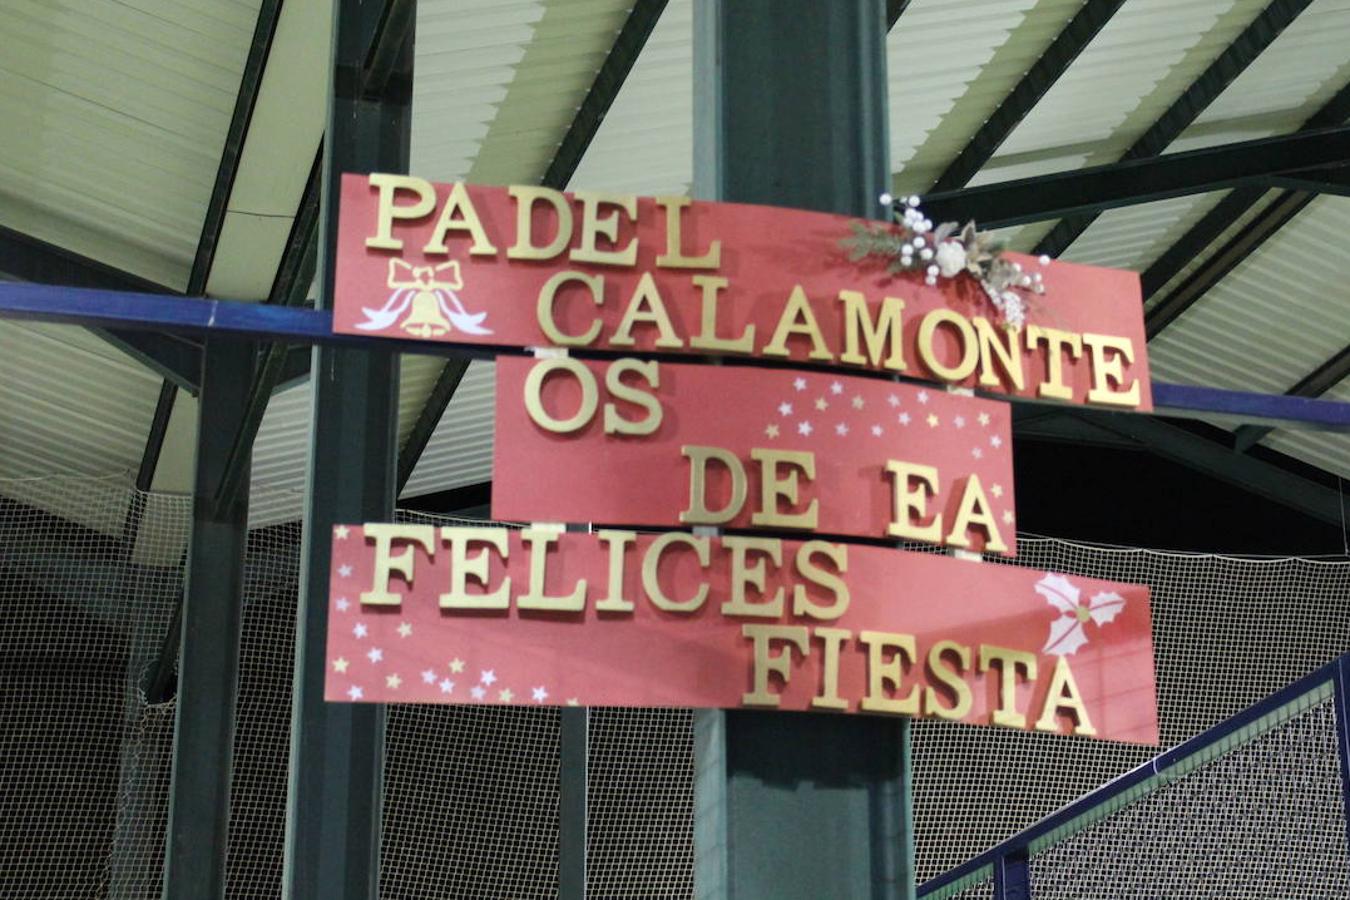 PADEL
CALAMONTE
OS
DE EA
FELICES
FIESTA